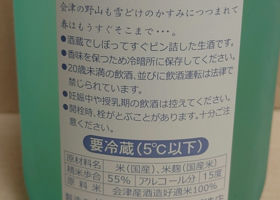 会津の野山も雪どけのかすみにつつまれて
春はもうすぐそこまで…
●酒蔵でしぼってすぐビン詰した生酒です。
●香味を保つため冷暗所に保存してください。
●20歳未満の飲酒、並びに飲酒運転は法律で
禁じられています。
●妊娠中や授乳期の飲酒は控えてください。
●開栓時、栓がとぶことがあります。十分ご注
意ください。
要冷蔵(5℃以下)
原材料名 米(国産)、米麹(国産米)
精米歩合 55% アルコール分 15度
原料米 会津産酒造好適米100%